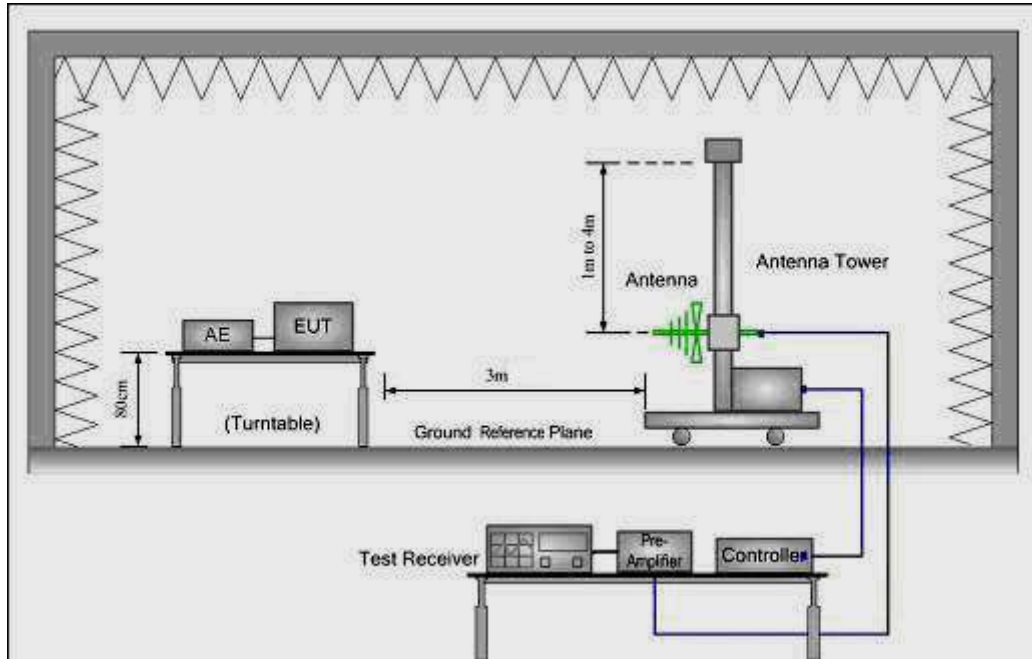 1m to 4m
Antenna
Antenna Tower
AE
EUT
80cm
3m
(Turntable)
Ground Reference Plane
Test Receiver
Pre-
Amplifier
Controller